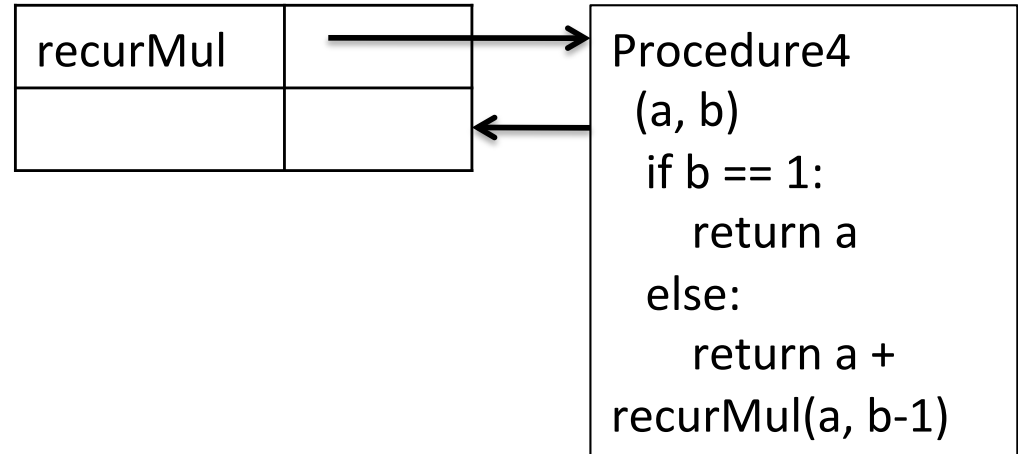 recurMul
Procedure4
(a, b)
if b == 1:
return a
else:
return a +
recurMul(a, b-1)